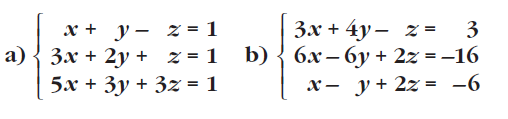 a) { x + y – z = 1
3x + 2y + z = 1
5x + 3y + 3z = 1
b) { 3x + 4y – z = 3
6x – 6y + 2z = –16
x – y + 2z = –6